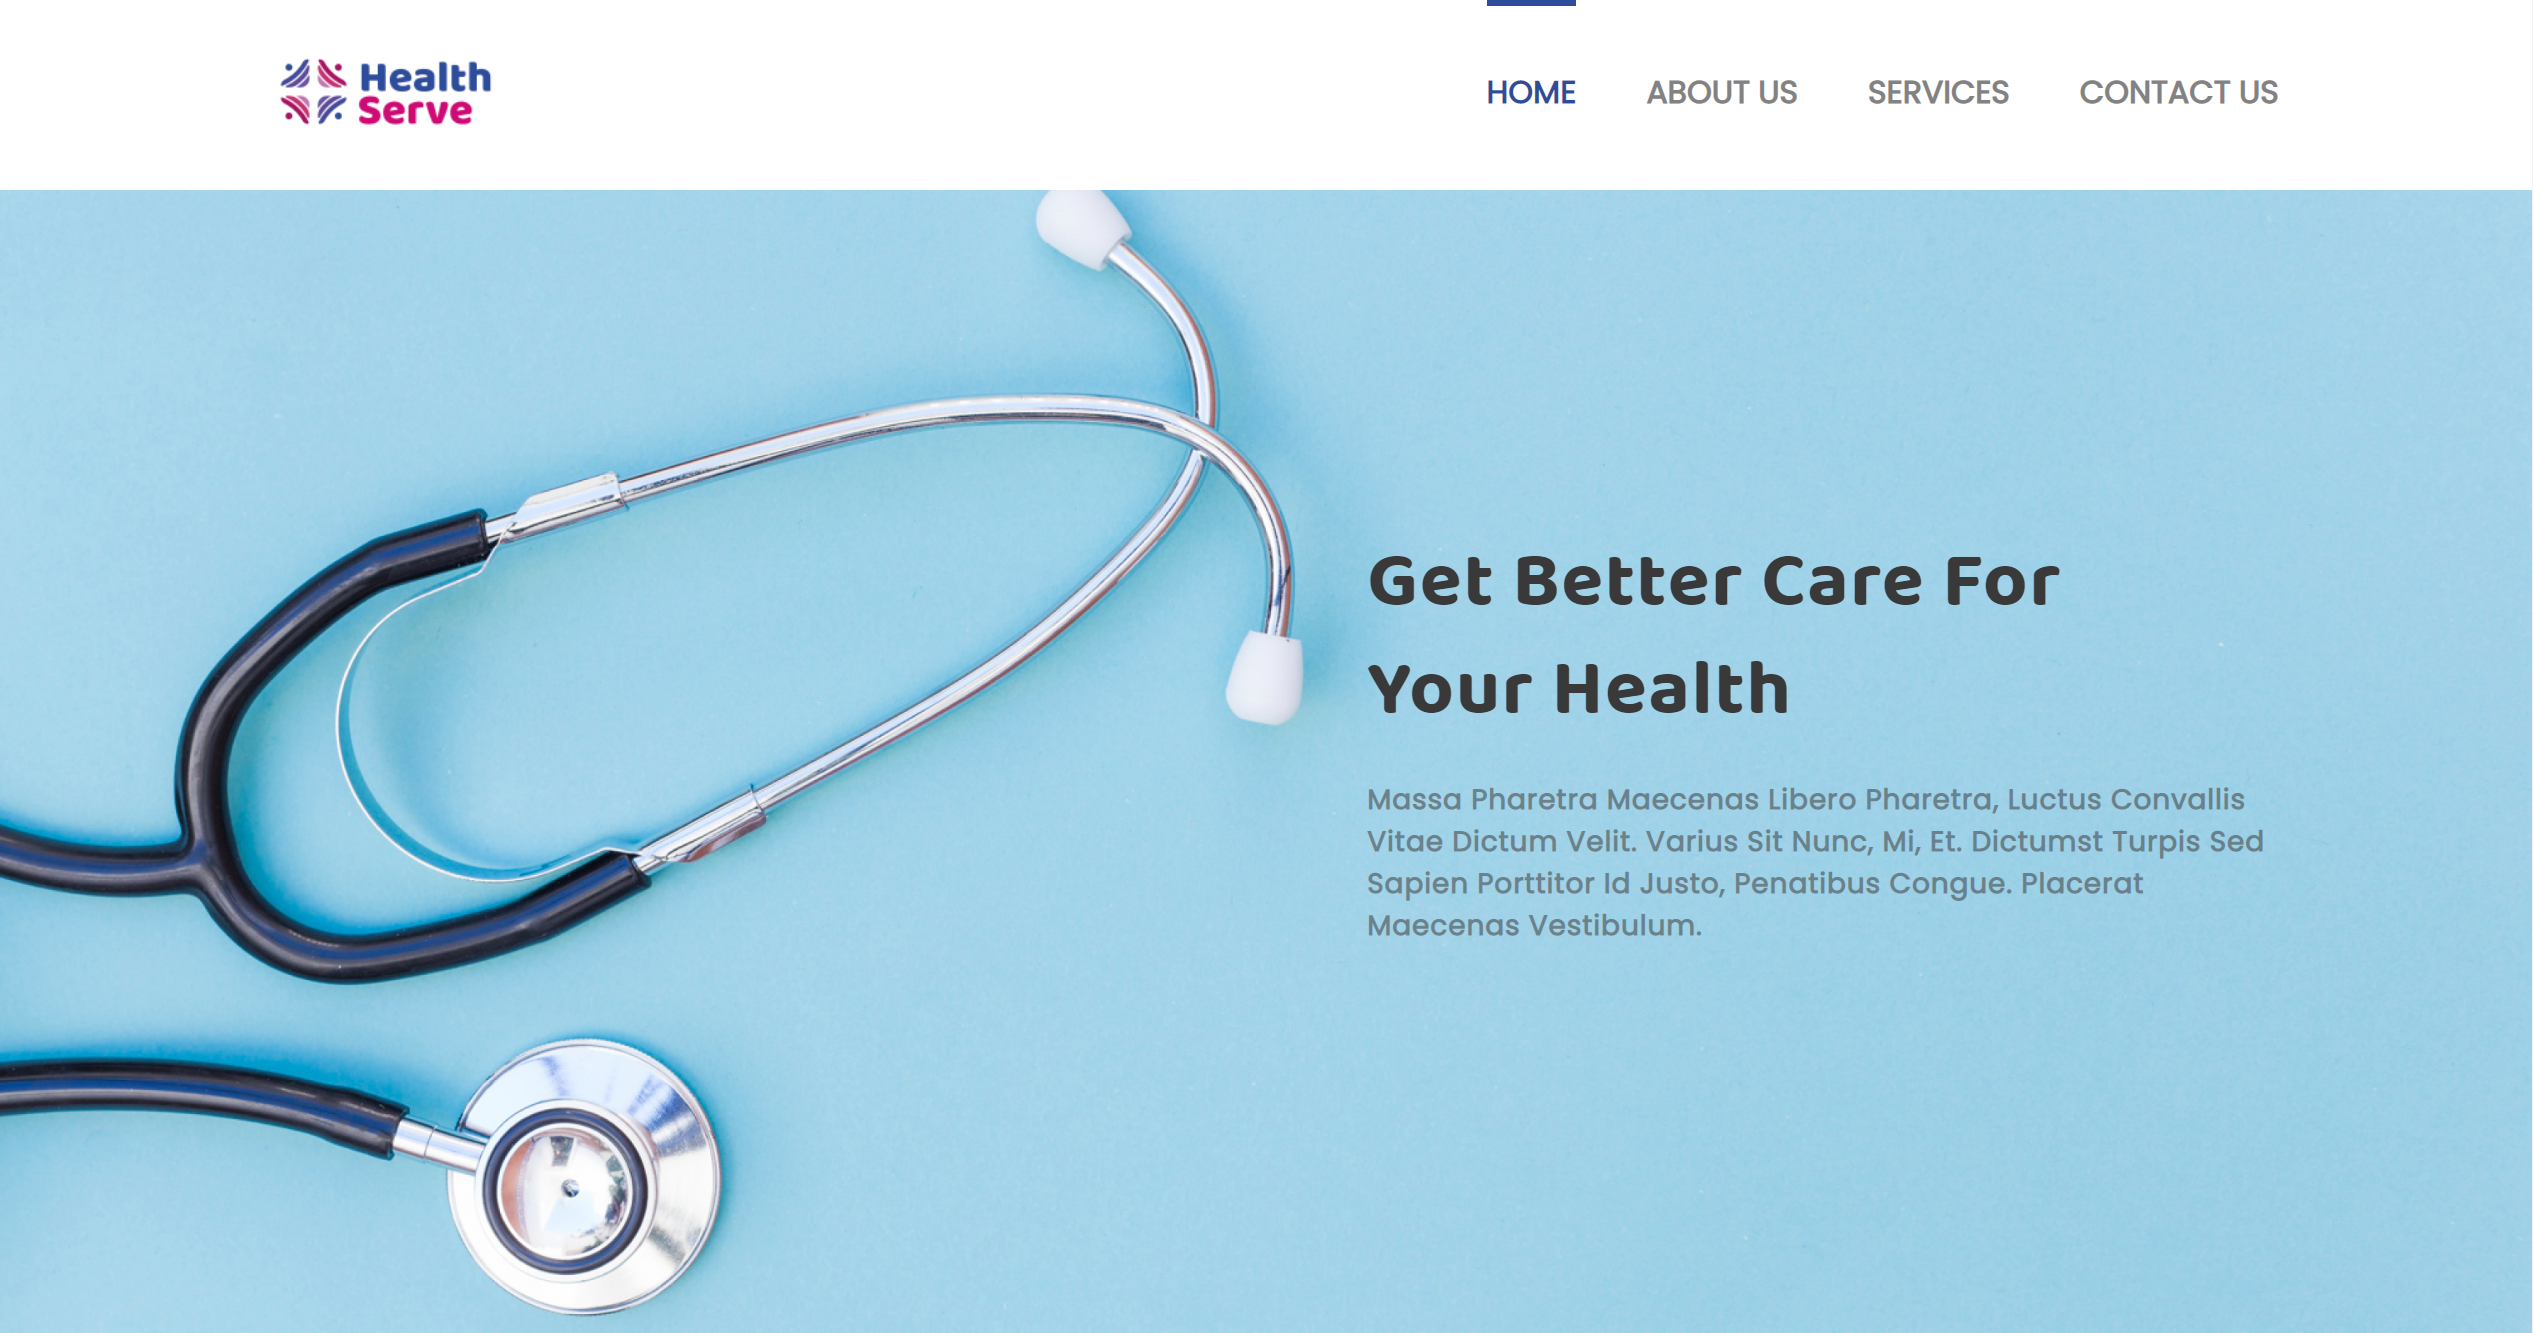 Health
Serve
HOME ABOUT US SERVICES CONTACT US
Get Better Care For
Your Health
Massa Pharetra Maecenas Libero Pharetra, Luctus Convallis
Vitae Dictum Velit. Varius Sit Nunc, Mi, Et. Dictumst Turpis Sed
Sapien Porttitor Id Justo, Penatibus Congue. Placerat
Maecenas Vestibulum.